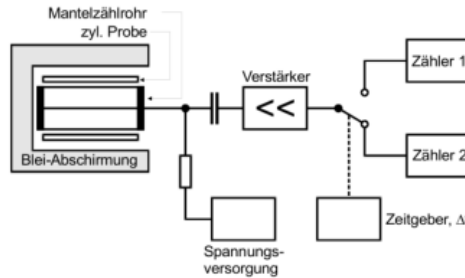 Mantelzählrohr
zyl. Probe
Verstärker
Zähler 1
<<
Blei-Abschirmung
Zähler 2
Zeitgeber, Δ
Spannungs-
versorgung